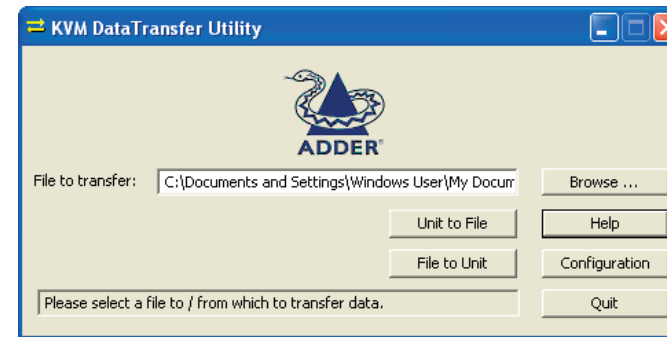 KVM DataTransfer Utility
ADDER®
File to transfer:
C:\Documents and Settings\Windows User\My Docum
Browse ...
Unit to File
Help
File to Unit
Configuration
Please select a file to / from which to transfer data.
Quit